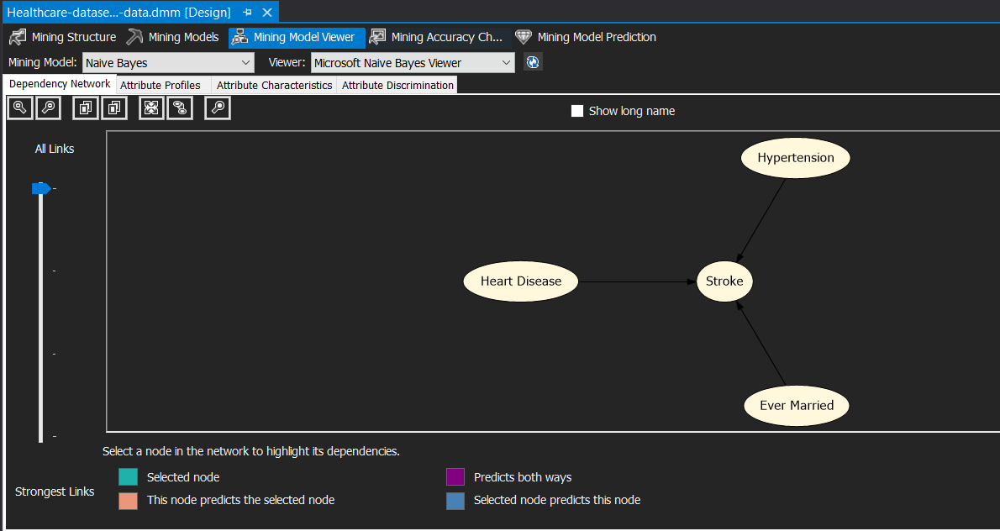 Healthcare-datase...-data.dmm [Design]
Mining Structure Mining Models Mining Model Viewer Mining Accuracy Ch... Mining Model Prediction
Mining Model: Naive Bayes Viewer: Microsoft Naive Bayes Viewer
Dependency Network Attribute Profiles Attribute Characteristics Attribute Discrimination
Show long name
All Links
Hypertension
Heart Disease Stroke
Ever Married
Select a node in the network to highlight its dependencies.
Selected node Predicts both ways
Strongest Links
This node predicts the selected node Selected node predicts this node